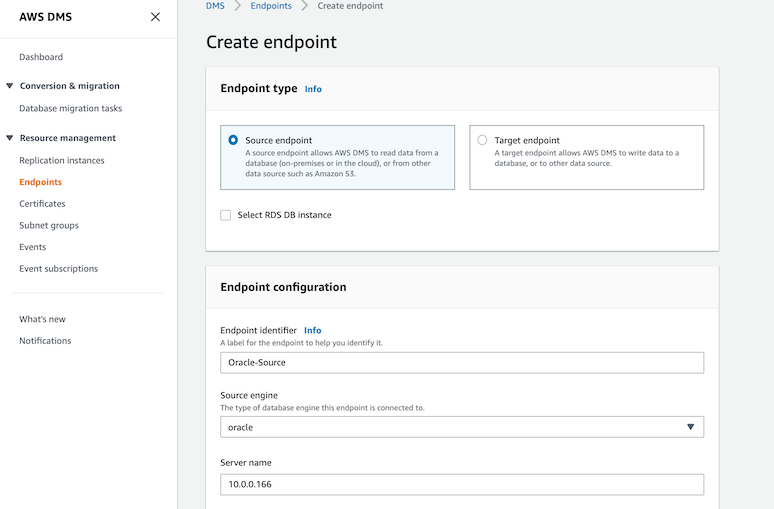 AWS DMS
Dashboard
Conversion & migration
Database migration tasks
Resource management
Replication instances
Endpoints
Certificates
Subnet groups
Events
Event subscriptions
What's new
Notifications
DMS Endpoints Create endpoint
Create endpoint
Endpoint type Info
Source endpoint
A source endpoint allows AWS DMS to read data from a
database (on-premises or in the cloud), or from other
data source such as Amazon S3.
Target endpoint
A target endpoint allows AWS DMS to write data to a
database, or to other data source.
Select RDS DB instance
Endpoint configuration
Endpoint identifier Info
A label for the endpoint to help you identify it.
Oracle-Source
Source engine
The type of database engine this endpoint is connected to.
oracle
Server name
10.0.0.166